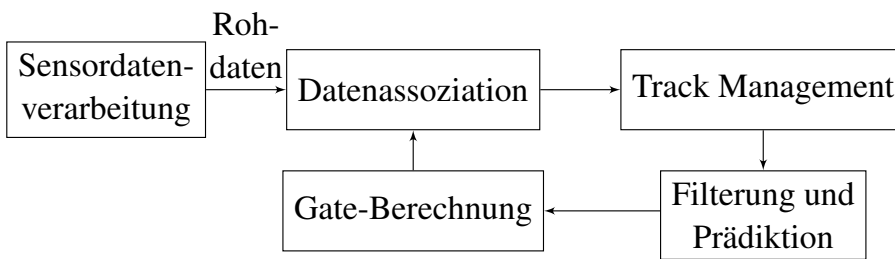 Sensordaten-
verarbeitung
Roh-
daten
Datenassoziation
Track Management
Gate-Berechnung
Filterung und
Prädiktion